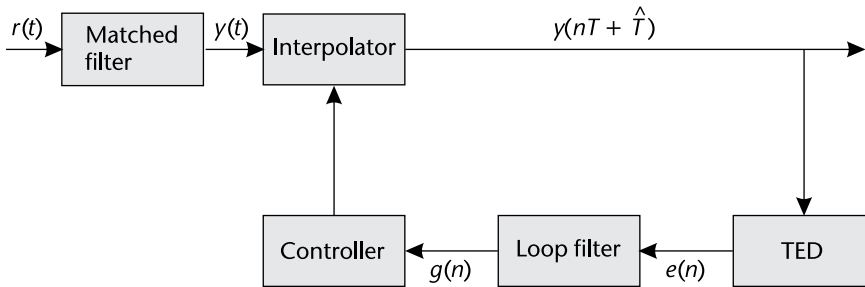 r(t)
Matched
filter
y(t)
Interpolator
y(nT + T̂)
Controller
g(n)
Loop filter
e(n)
TED